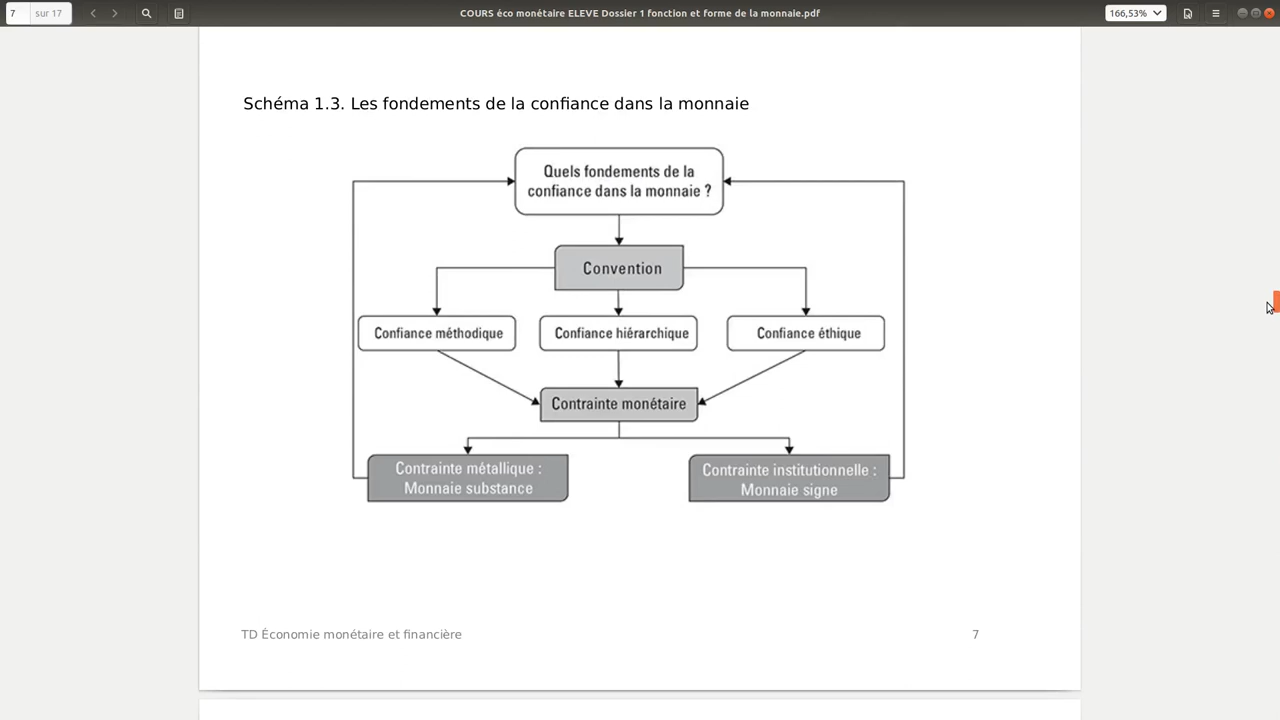 7 sur 17
COURS éco monétaire ELEVE Dossier 1 fonction et forme de la monnaie.pdf
166,53%
Schéma 1.3. Les fondements de la confiance dans la monnaie
Quels fondements de la
confiance dans la monnaie ?
Convention
Confiance méthodique
Confiance hiérarchique
Confiance éthique
Contrainte monétaire
Contrainte métallique :
Monnaie substance
Contrainte institutionnelle :
Monnaie signe
TD Économie monétaire et financière
7